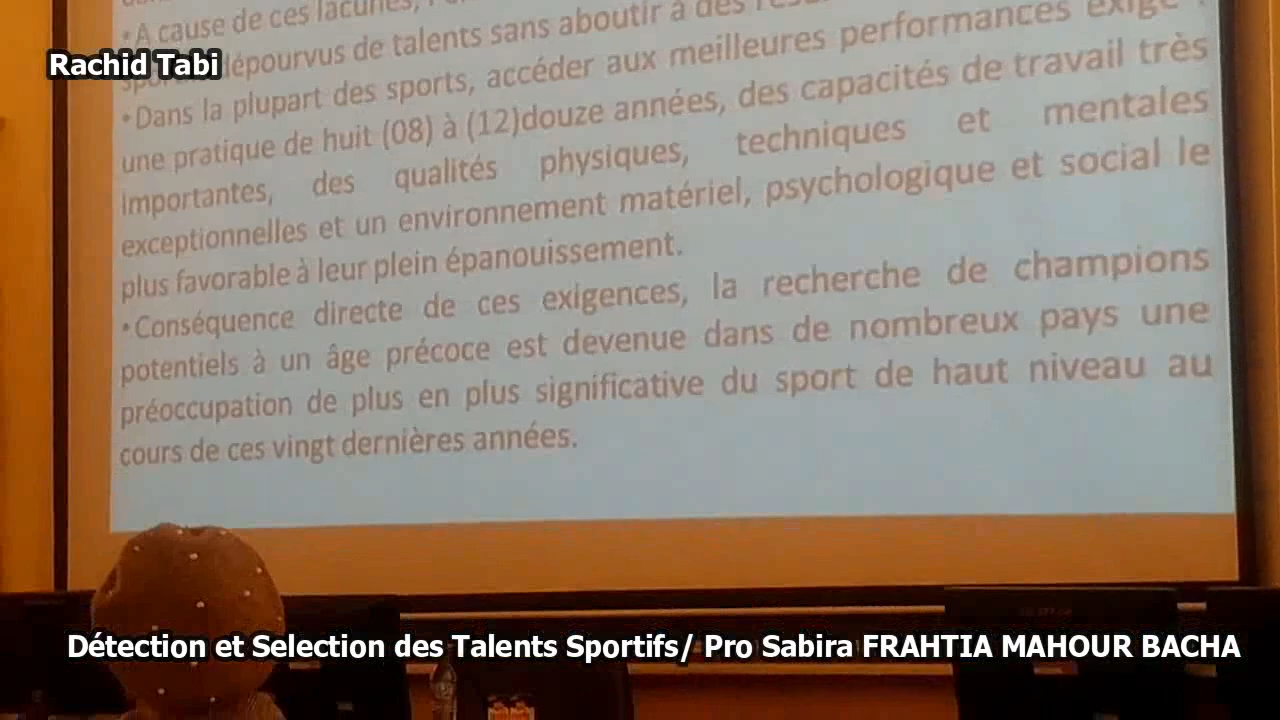 •A cause de ces lacunes,
Rachid Tabi
dépourvus de talents sans aboutir à des
•Dans la plupart des sports, accéder aux meilleures performances exige :
une pratique de huit (08) à (12)douze années, des capacités de travail très
importantes, des qualités physiques, techniques et mentales
exceptionnelles et un environnement matériel, psychologique et social le
plus favorable à leur plein épanouissement.
•Conséquence directe de ces exigences, la recherche de champions
potentiels à un âge précoce est devenue dans de nombreux pays une
préoccupation de plus en plus significative du sport de haut niveau au
cours de ces vingt dernières années.
Détection et Selection des Talents Sportifs/ Pro Sabira FRAHTIA MAHOUR BACHA